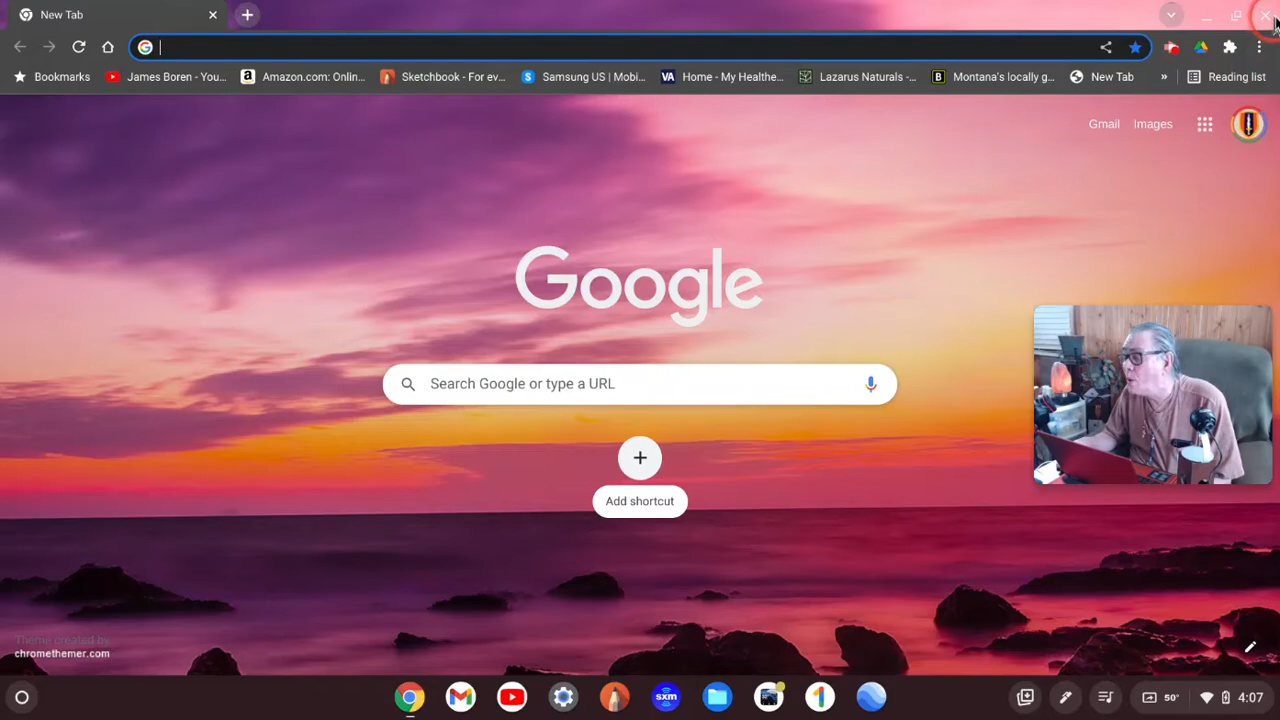 New Tab
Bookmarks James Boren - You... Amazon.com: Onlin... Sketchbook - For ev... Samsung US | Mobi... Home - My Healthe... Lazarus Naturals -... Montana's locally g... New Tab » Reading list
Gmail Images
Google
Search Google or type a URL
Add shortcut
Theme created by
chromethemer.com
sxm 1 50° 4:07